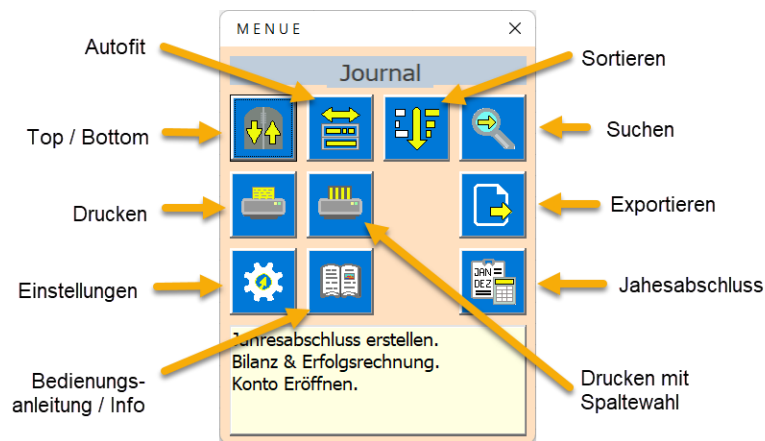 MENUE
Autofit
Sortieren
Journal
Top / Bottom
Suchen
Drucken
Exportieren
JAN=
DEZ
Einstellungen
Jahesabschluss
Jahresabschluss erstellen.
Bilanz & Erfolgsrechnung.
Konto Eröffnen.
Bedienungs-
anleitung / Info
Drucken mit
Spaltewahl